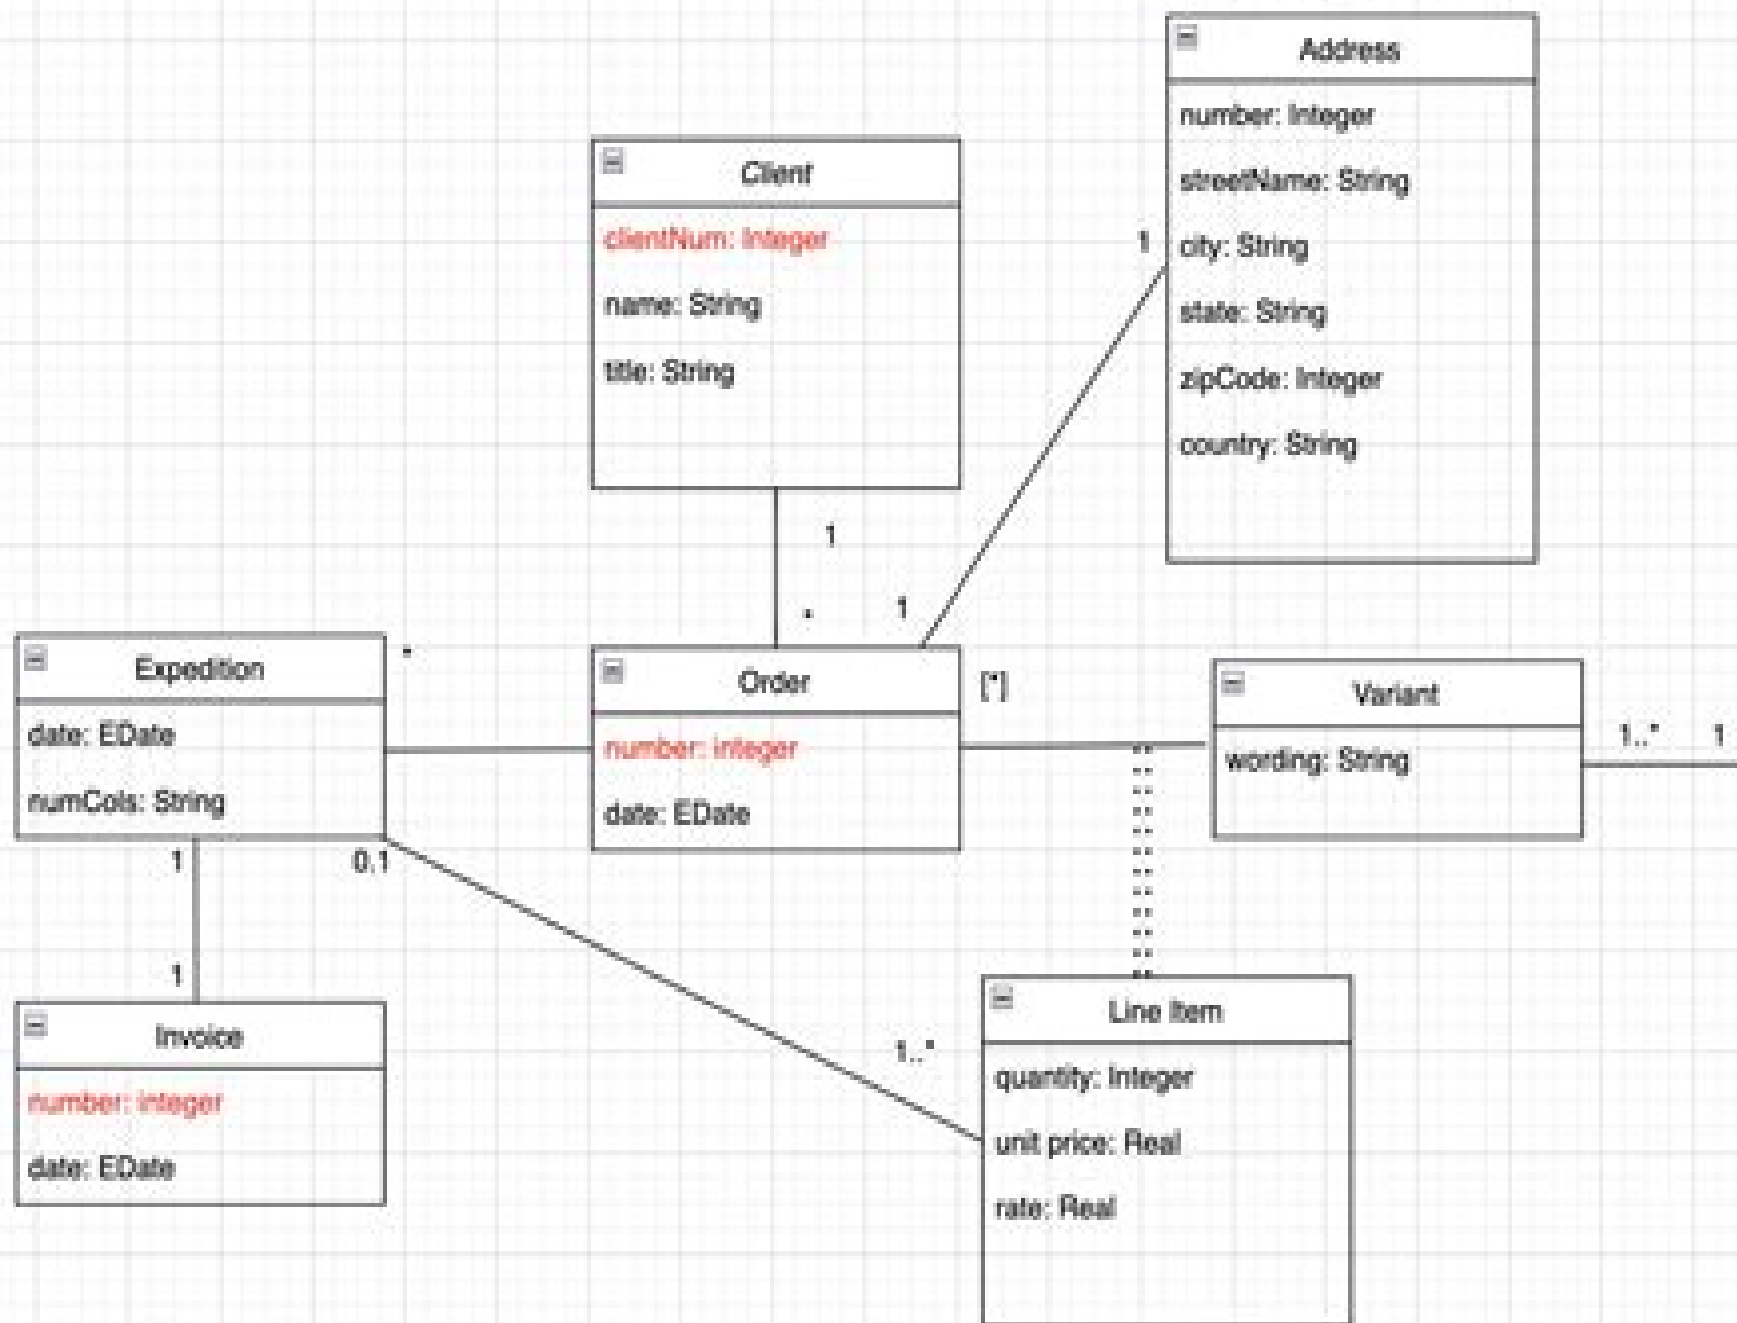 Address
number: Integer
streetName: String
city: String
state: String
zipCode: Integer
country: String
1
Client
clientNum: Integer
name: String
title: String
1
*
1
Expedition
date: EDate
numCols: String
*
Order
number: integer
date: EDate
[*]
Variant
wording: String
1..*
1
1
0,1
1
Invoice
number: integer
date: EDate
1..*
Line Item
quantity: Integer
unit price: Real
rate: Real